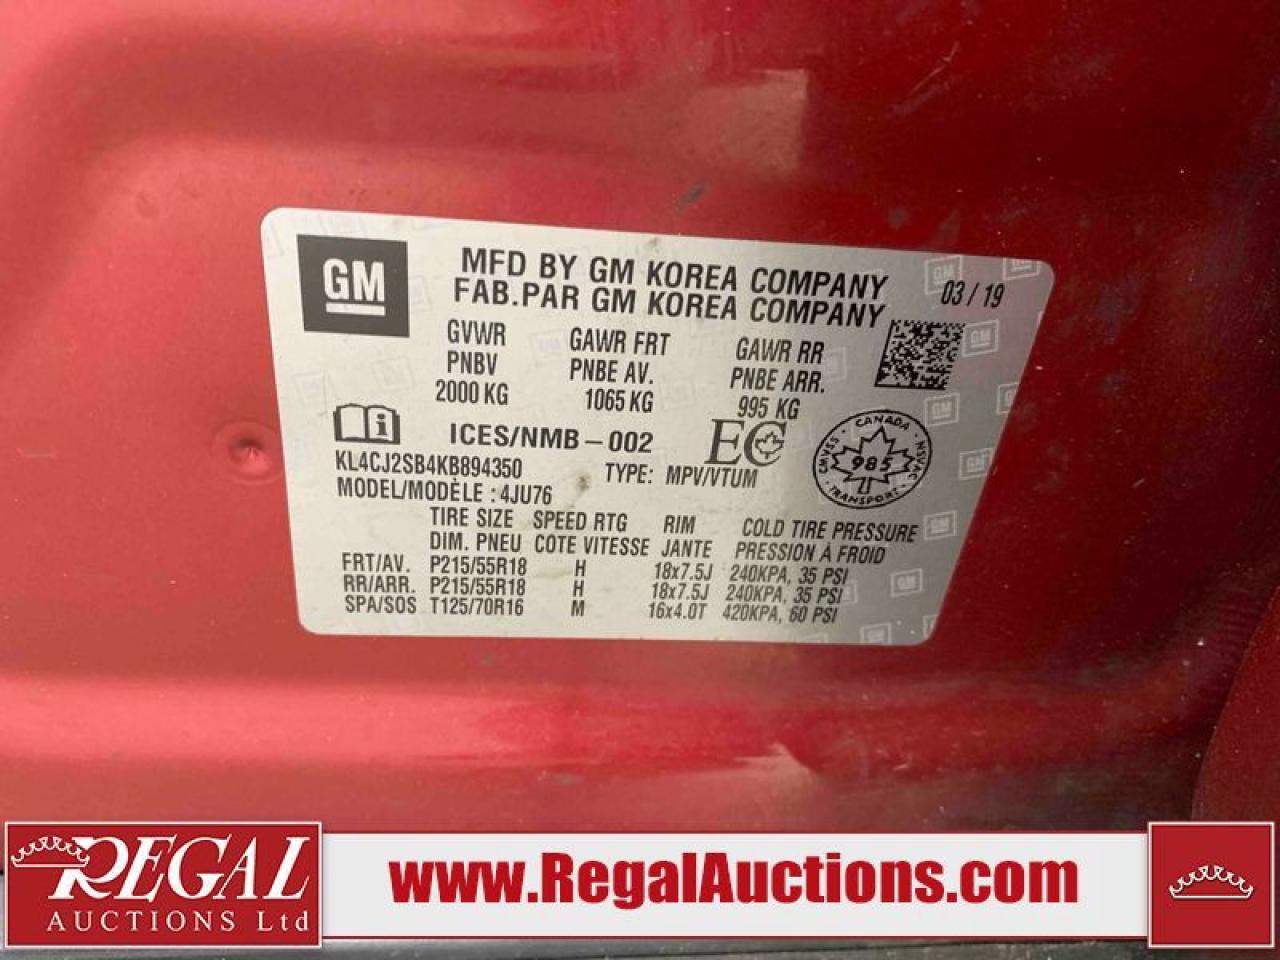 GM
MFD BY GM KOREA COMPANY
FAB.PAR GM KOREA COMPANY
03 / 19
GVWR GAWR FRT GAWR RR
PNBV PNBE AV. PNBE ARR.
2000 KG 1065 KG 995 KG
ICES/NMB – 002 EC
KL4CJ2SB4KB894350 TYPE: MPV/VTUM
MODEL/MODÈLE : 4JU76
CANADA
CMVSS 985 NSVAC
TRANSPORT
TIRE SIZE SPEED RTG RIM COLD TIRE PRESSURE
DIM. PNEU COTE VITESSE JANTE PRESSION À FROID
FRT/AV. P215/55R18 H 18x7.5J 240KPA, 35 PSI
RR/ARR. P215/55R18 H 18x7.5J 240KPA, 35 PSI
SPA/SOS T125/70R16 M 16x4.0T 420KPA, 60 PSI
REGAL
AUCTIONS Ltd
www.RegalAuctions.com